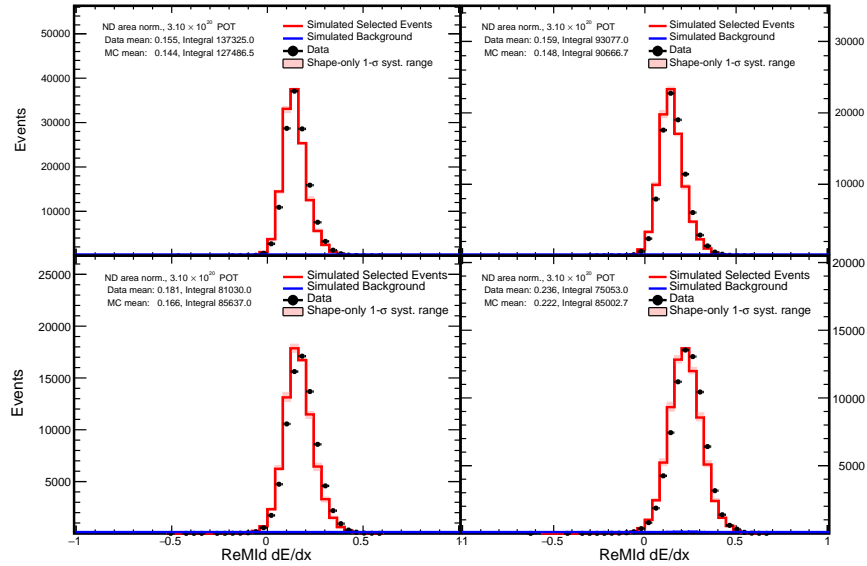 ND area norm., 3.10 × 10²⁰ POT
Data mean: 0.155, Integral 137325.0
MC mean: 0.144, Integral 127486.5
Simulated Selected Events
Simulated Background
Data
Shape-only 1-σ syst. range
50000
40000
30000
20000
10000
Events
ND area norm., 3.10 × 10²⁰ POT
Data mean: 0.159, Integral 93077.0
MC mean: 0.148, Integral 90666.7
Simulated Selected Events
Simulated Background
Data
Shape-only 1-σ syst. range
30000
20000
10000
ND area norm., 3.10 × 10²⁰ POT
Data mean: 0.181, Integral 81030.0
MC mean: 0.166, Integral 85637.0
Simulated Selected Events
Simulated Background
Data
Shape-only 1-σ syst. range
25000
20000
15000
10000
5000
Events
−1 −0.5 0 0.5 1
ReMId dE/dx
ND area norm., 3.10 × 10²⁰ POT
Data mean: 0.236, Integral 75053.0
MC mean: 0.222, Integral 85002.7
Simulated Selected Events
Simulated Background
Data
Shape-only 1-σ syst. range
20000
15000
10000
5000
1 −0.5 0 0.5 1
ReMId dE/dx